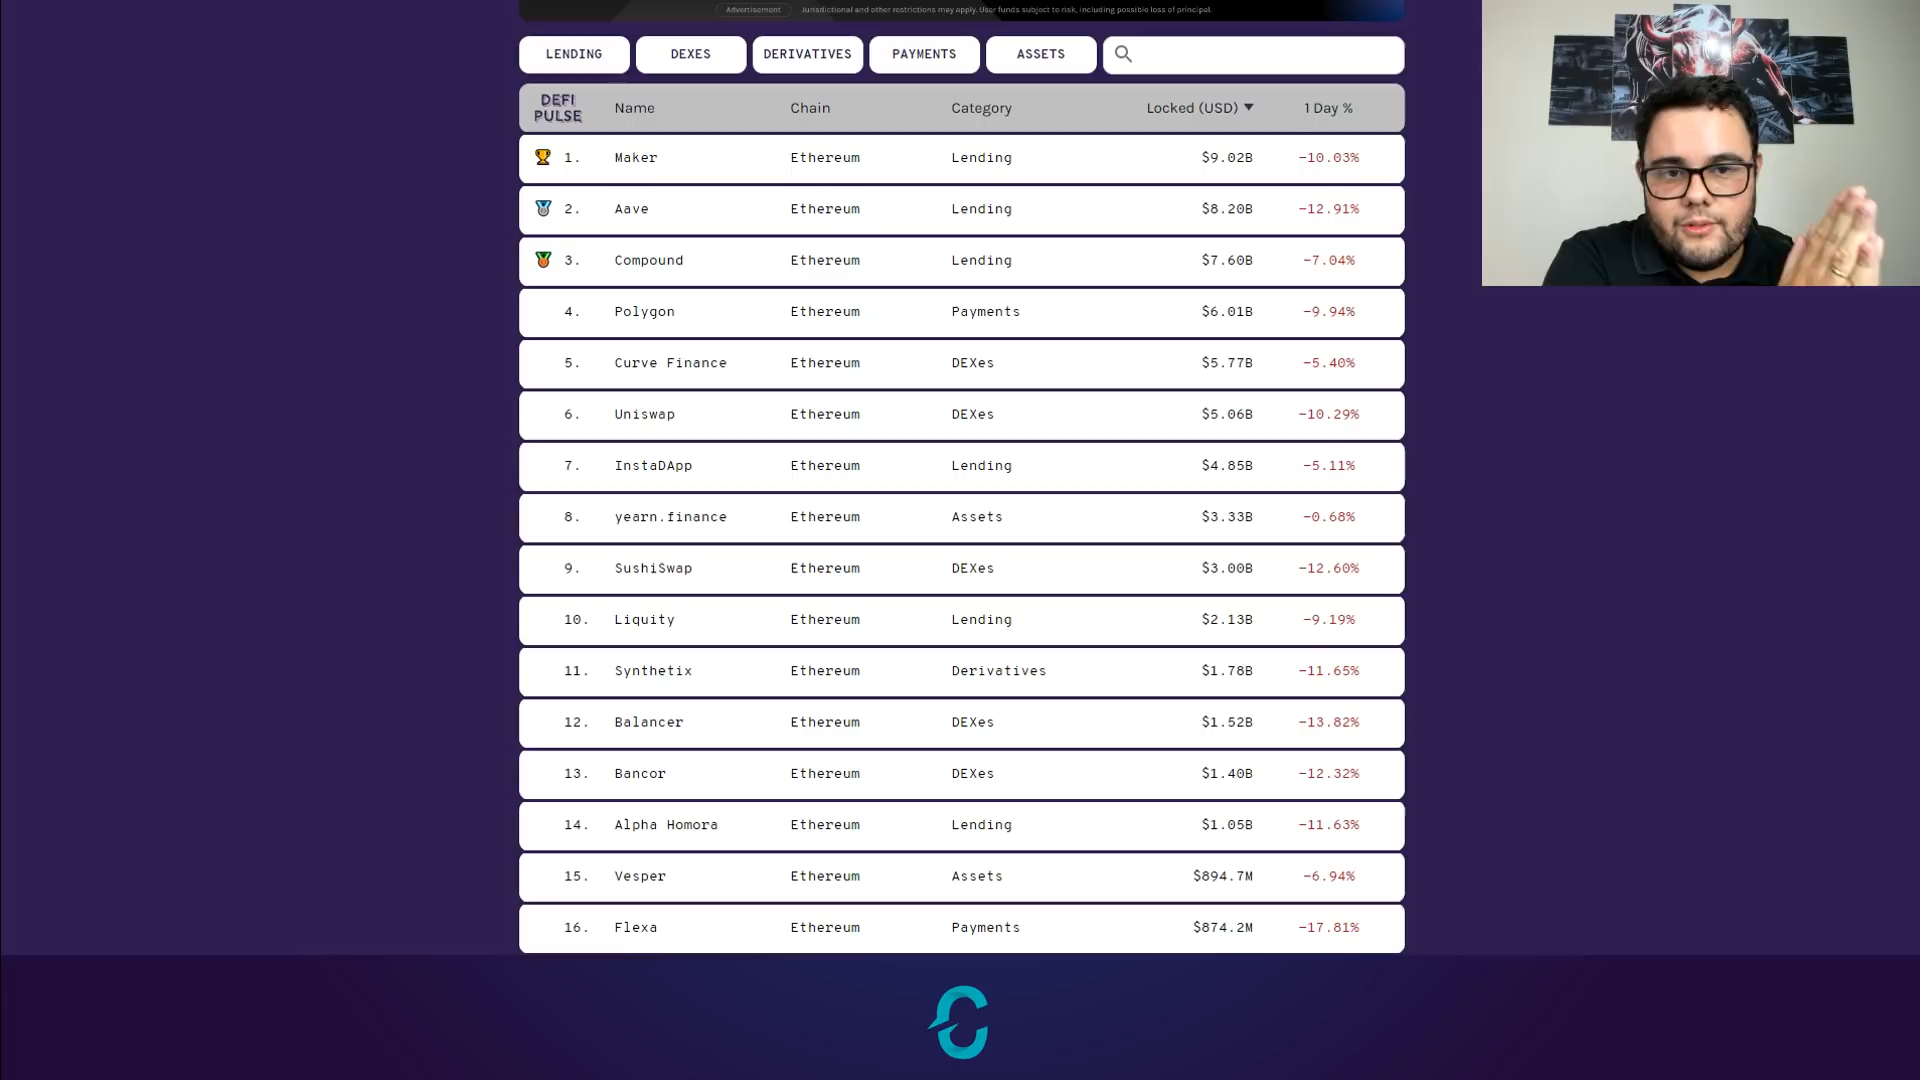 Advertisement Jurisdictional and other restrictions may apply. User funds subject to risk, including possible loss of principal.
LENDING DEXES DERIVATIVES PAYMENTS ASSETS
DEFI PULSE Name Chain Category Locked (USD) ▼ 1 Day %
1. Maker Ethereum Lending $9.02B -10.03%
2. Aave Ethereum Lending $8.20B -12.91%
3. Compound Ethereum Lending $7.60B -7.04%
4. Polygon Ethereum Payments $6.01B -9.94%
5. Curve Finance Ethereum DEXes $5.77B -5.40%
6. Uniswap Ethereum DEXes $5.06B -10.29%
7. InstaDApp Ethereum Lending $4.85B -5.11%
8. yearn.finance Ethereum Assets $3.33B -0.68%
9. SushiSwap Ethereum DEXes $3.00B -12.60%
10. Liquity Ethereum Lending $2.13B -9.19%
11. Synthetix Ethereum Derivatives $1.78B -11.65%
12. Balancer Ethereum DEXes $1.52B -13.82%
13. Bancor Ethereum DEXes $1.40B -12.32%
14. Alpha Homora Ethereum Lending $1.05B -11.63%
15. Vesper Ethereum Assets $894.7M -6.94%
16. Flexa Ethereum Payments $874.2M -17.81%